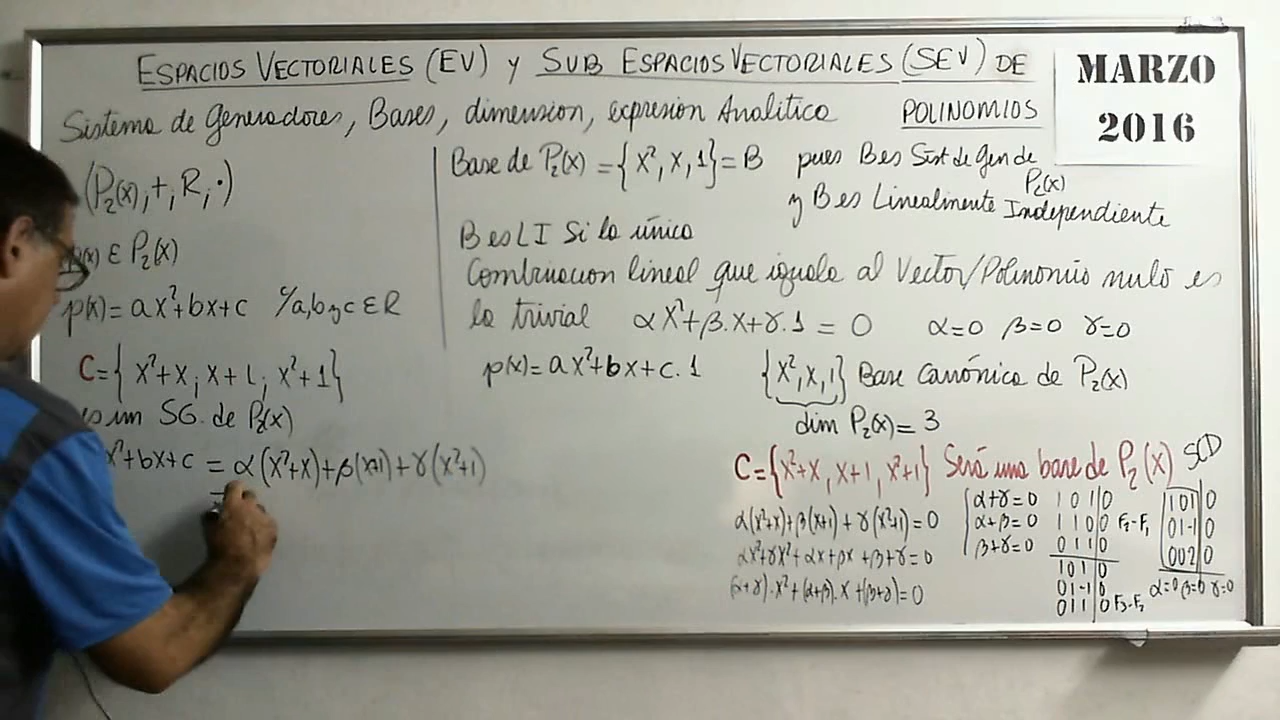 ESPACIOS VECTORIALES (EV) y SUB ESPACIOS VECTORIALES (SEV) DE
POLINOMIOS
MARZO
2016
Sistema de Generadores, Bases, dimension, expresion Analitica
(P₂(x), +, R, ·)
p(x) ∈ P₂(x)
p(x) = ax²+bx+c %a,b y c ∈ R
C={ x²+x; x+1; x²+1}
es un SG. de P₂(x)
x²+bx+c = α(x²+x)+β(x+1)+γ(x²+1)
=
Base de P₂(x) = {x², x, 1} = B pues B es Sist de gen de
P₂(x)
y B es Linealmente Independiente
B es LI Si la única
Combinacion lineal que iguala al Vector/Polinomio nulo es
la trivial αx²+β.x+γ.1 = 0 α=0 β=0 γ=0
p(x) = ax²+bx+c.1 {x², x, 1} Base Canónica de P₂(x)
dim P₂(x) = 3
C={x²+x, x+1, x²+1} Será una base de P₂(x) SCD
α(x²+x)+β(x+1)+γ(x²+1)=0
αx²+γx²+αx+βx+β+γ=0
(α+γ).x²+(α+β).x+(β+γ)=0
α+γ=0
α+β=0
β+γ=0
1 0 1|0
1 1 0|0 F₂-F₁
0 1 1|0
1 0 1|0
0 1 -1|0
0 1 1|0 F₃-F₂
1 0 1|0
0 1 -1|0
0 0 2|0
α=0 β=0 γ=0